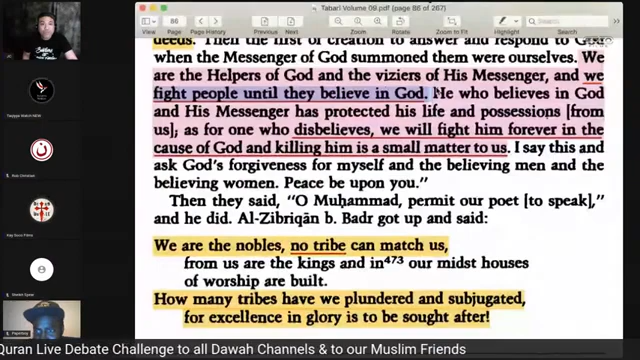 Tabari Volume 09.pdf (page 86 of 267)
86
View
Page
Back/Forward
Rotate
Zoom to Fit
Highlight
Search
deeds. Then the first of creation to answer and respond to God
when the Messenger of God summoned them were ourselves. We
are the Helpers of God and the viziers of His Messenger, and we
fight people until they believe in God. He who believes in God
and His Messenger has protected his life and possessions [from
us]; as for one who disbelieves, we will fight him forever in the
cause of God and killing him is a small matter to us. I say this and
ask God's forgiveness for myself and the believing men and the
believing women. Peace be upon you."
Then they said, "O Muḥammad, permit our poet [to speak],"
and he did. Al-Zibriqān b. Badr got up and said:
We are the nobles, no tribe can match us,
from us are the kings and in⁴⁷³ our midst houses
of worship are built.
How many tribes have we plundered and subjugated,
for excellence in glory is to be sought after!
Rob Christian
Quran Live Debate Challenge to all Dawah Channels & to our Muslim Friends